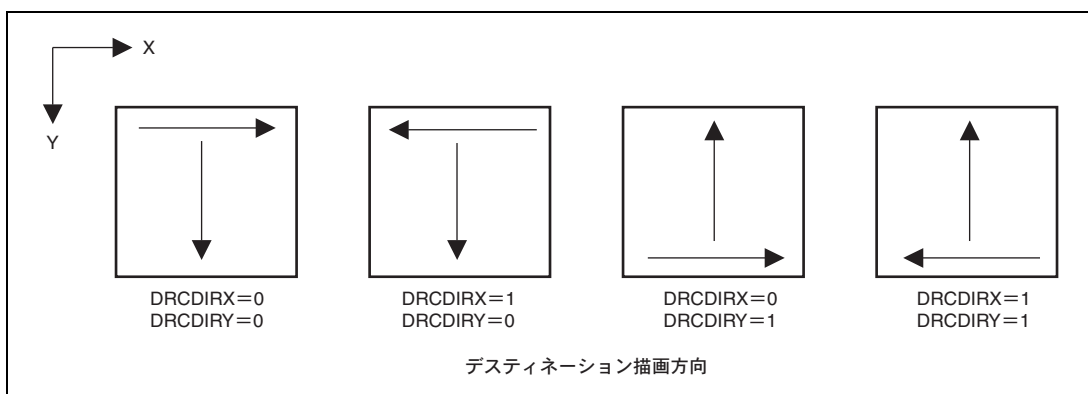 X
Y
DRCDIRX＝0
DRCDIRY＝0
DRCDIRX＝1
DRCDIRY＝0
DRCDIRX＝0
DRCDIRY＝1
DRCDIRX＝1
DRCDIRY＝1
デスティネーション描画方向